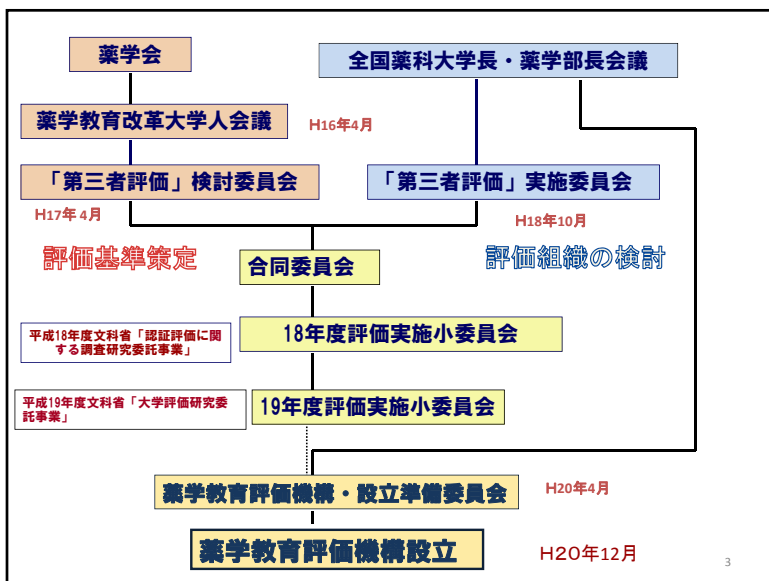 薬学会
全国薬科大学長・薬学部長会議
薬学教育改革大学人会議
H16年4月
「第三者評価」検討委員会
「第三者評価」実施委員会
H17年 4月
H18年10月
評価基準策定
評価組織の検討
合同委員会
平成18年度文科省「認証評価に関
する調査研究委託事業」
18年度評価実施小委員会
平成19年度文科省「大学評価研究委
託事業」
19年度評価実施小委員会
薬学教育評価機構・設立準備委員会
H20年4月
薬学教育評価機構設立
H20年12月
3